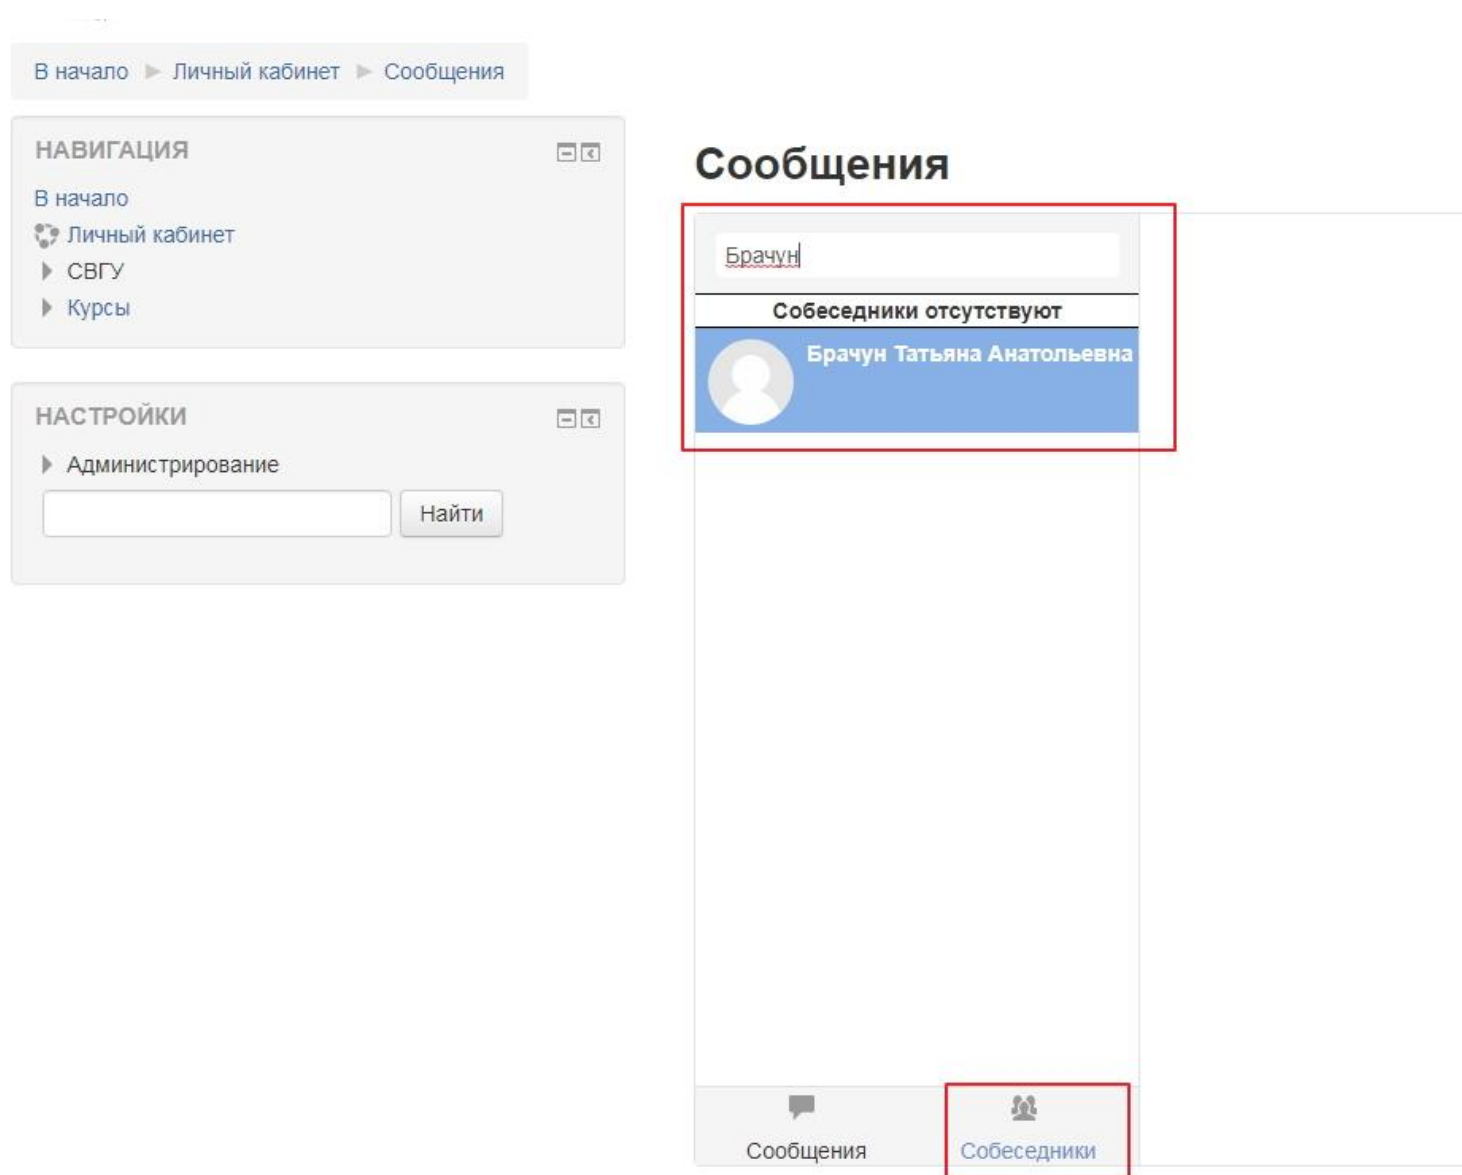 В начало ► Личный кабинет ► Сообщения
НАВИГАЦИЯ
В начало
Личный кабинет
СВГУ
Курсы
НАСТРОЙКИ
Администрирование
Найти
Сообщения
Брачун
Собеседники отсутствуют
Брачун Татьяна Анатольевна
Сообщения
Собеседники